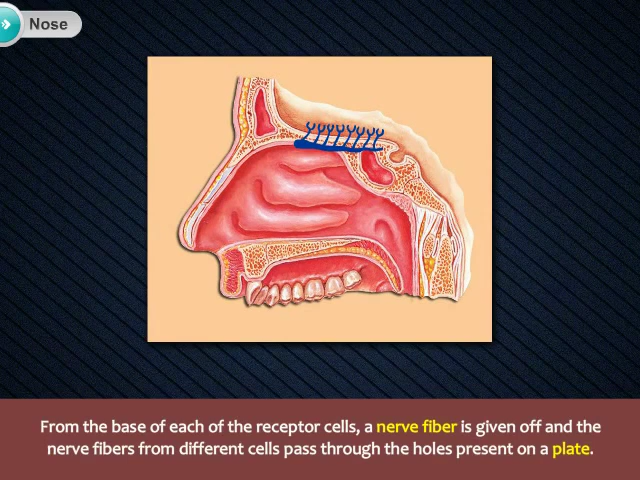 Nose
From the base of each of the receptor cells, a nerve fiber is given off and the
nerve fibers from different cells pass through the holes present on a plate.